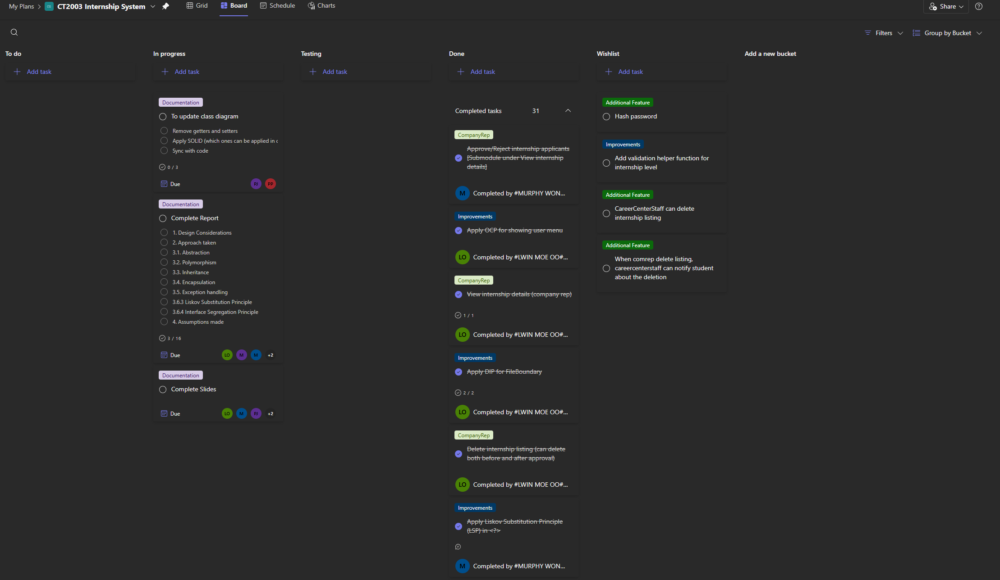 My Plans
CG
CT2003 Internship System
Grid
Board
Schedule
Charts
Share
Filters
Group by Bucket
To do
Add task
In progress
Add task
Documentation
To update class diagram
Remove getters and setters
Apply SOLID (which ones can be applied in c
Sync with code
0 / 3
Due
PJ
PP
Documentation
Complete Report
1. Design Considerations
2. Approach taken
3.1. Abstraction
3.2. Polymorphism
3.3. Inheritance
3.4. Encapsulation
3.5. Exception handling
3.6.3 Liskov Substitution Principle
3.6.4 Interface Segregation Principle
4. Assumptions made
3 / 16
Due
LO
M
M
+2
Documentation
Complete Slides
Due
LO
M
PJ
+2
Testing
Add task
Done
Add task
Completed tasks 31
CompanyRep
Approve/Reject internship applicants
[Submodule under View internship
details]
M
Completed by #MURPHY WON...
Improvements
Apply OCP for showing user menu
LO
Completed by #LWIN MOE OO#...
CompanyRep
View internship details (company rep)
1 / 1
LO
Completed by #LWIN MOE OO#...
Improvements
Apply DIP for FileBoundary
2 / 2
LO
Completed by #LWIN MOE OO#...
CompanyRep
Delete internship listing (can delete
both before and after approval)
LO
Completed by #LWIN MOE OO#...
Improvements
Apply Liskov Substitution Principle
(LSP) in <?>
M
Completed by #MURPHY WON...
Wishlist
Add task
Additional Feature
Hash password
Improvements
Add validation helper function for
internship level
Additional Feature
CareerCenterStaff can delete
internship listing
Additional Feature
When comrep delete listing,
careercenterstaff can notify student
about the deletion
Add a new bucket